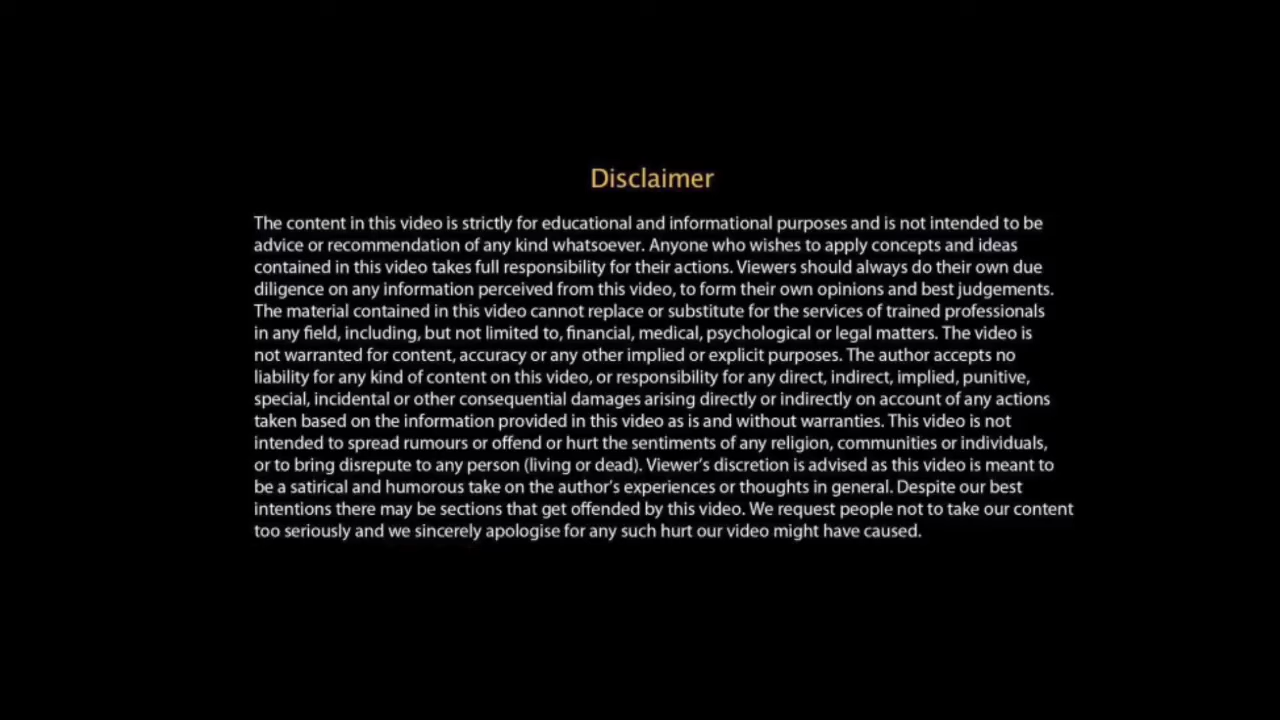 Disclaimer
The content in this video is strictly for educational and informational purposes and is not intended to be
advice or recommendation of any kind whatsoever. Anyone who wishes to apply concepts and ideas
contained in this video takes full responsibility for their actions. Viewers should always do their own due
diligence on any information perceived from this video, to form their own opinions and best judgements.
The material contained in this video cannot replace or substitute for the services of trained professionals
in any field, including, but not limited to, financial, medical, psychological or legal matters. The video is
not warranted for content, accuracy or any other implied or explicit purposes. The author accepts no
liability for any kind of content on this video, or responsibility for any direct, indirect, implied, punitive,
special, incidental or other consequential damages arising directly or indirectly on account of any actions
taken based on the information provided in this video as is and without warranties. This video is not
intended to spread rumours or offend or hurt the sentiments of any religion, communities or individuals,
or to bring disrepute to any person (living or dead). Viewer's discretion is advised as this video is meant to
be a satirical and humorous take on the author's experiences or thoughts in general. Despite our best
intentions there may be sections that get offended by this video. We request people not to take our content
too seriously and we sincerely apologise for any such hurt our video might have caused.